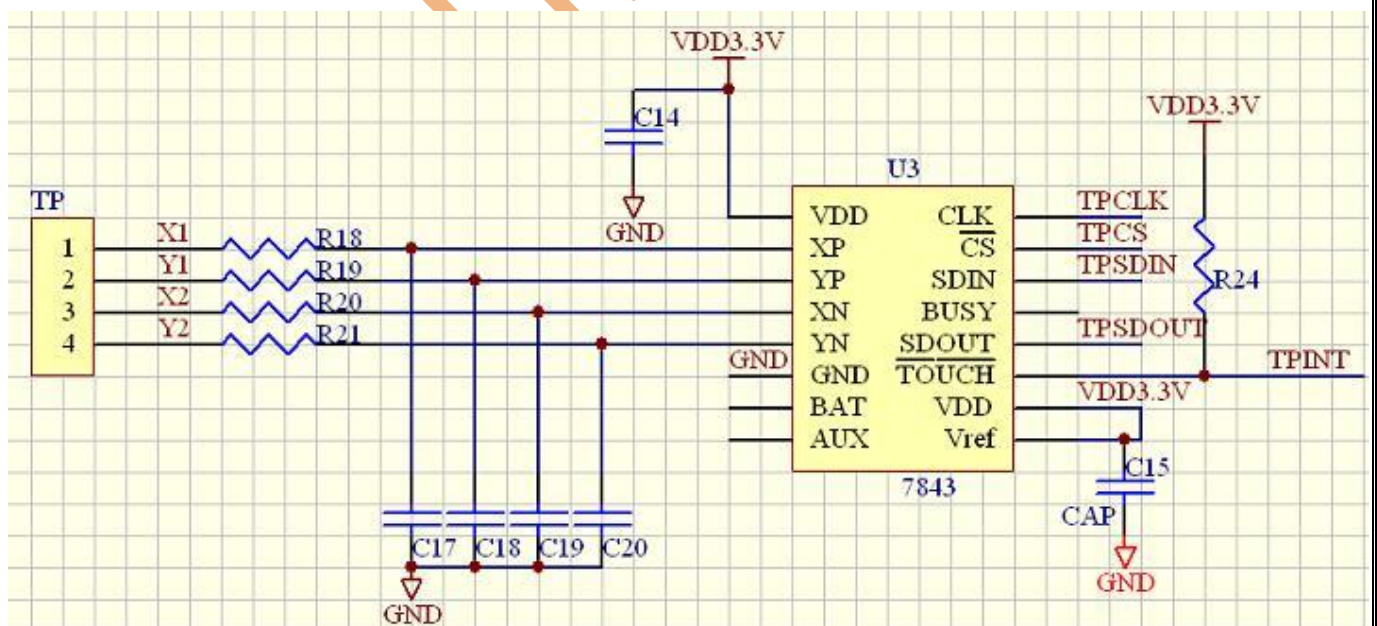 VDD3.3V
C14
GND
VDD3.3V
R24
TP
1
2
3
4
X1
Y1
X2
Y2
R18
R19
R20
R21
C17
C18
C19
C20
GND
U3
VDD
XP
YP
XN
YN
GND
BAT
AUX
CLK
CS
SDIN
BUSY
SDOUT
TOUCH
VDD
Vref
7843
GND
TPCLK
TPCS
TPSDIN
TPSDOUT
TPINT
VDD3.3V
C15
CAP
GND